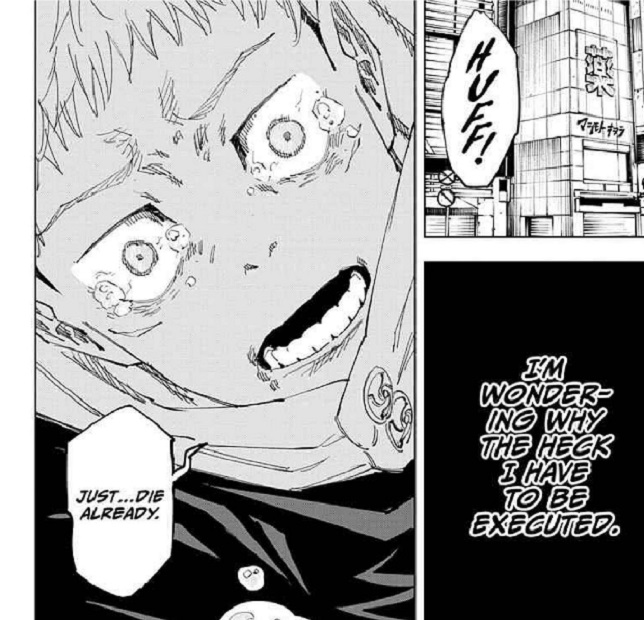 HUFF!
薬
I'M
WONDER-
ING WHY
THE HECK
I HAVE
TO BE
EXECUTED.
JUST...DIE
ALREADY.